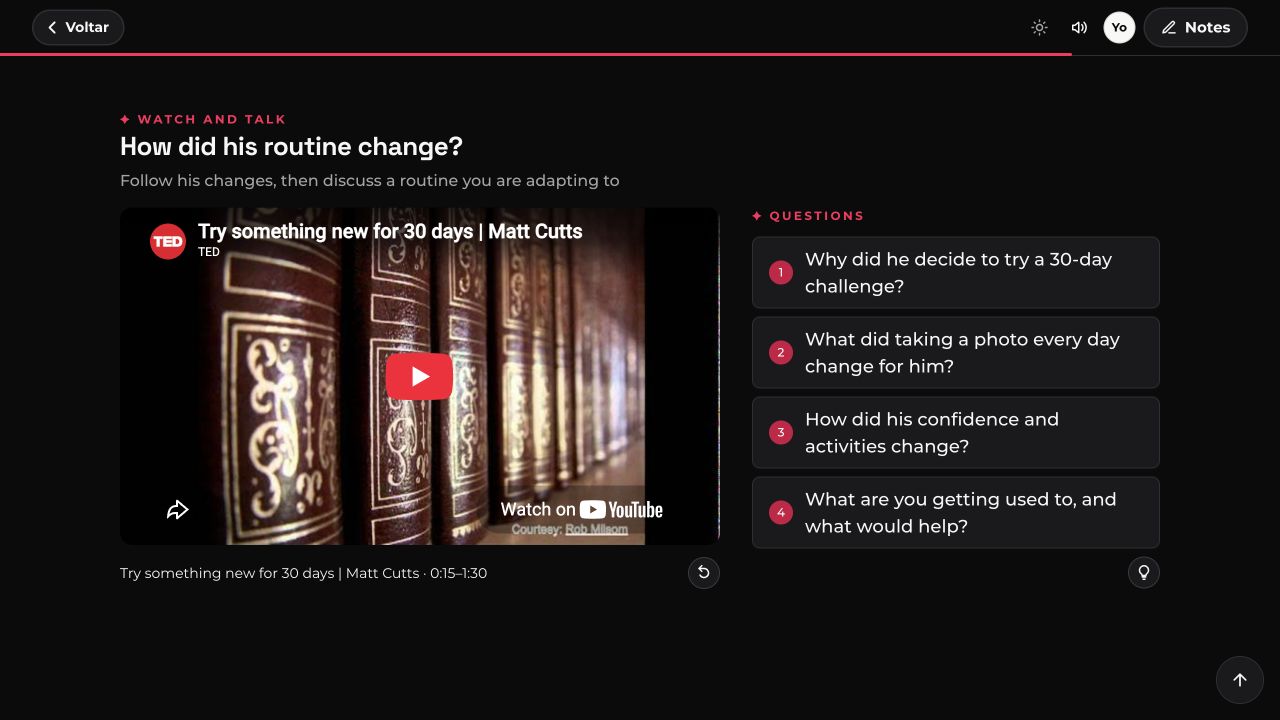 Voltar
Yo
Notes
WATCH AND TALK
How did his routine change?
Follow his changes, then discuss a routine you are adapting to
TED
Try something new for 30 days | Matt Cutts
TED
Watch on YouTube
Courtesy: Rob Milsom
Try something new for 30 days | Matt Cutts · 0:15–1:30
QUESTIONS
1
Why did he decide to try a 30-day
challenge?
2
What did taking a photo every day
change for him?
3
How did his confidence and
activities change?
4
What are you getting used to, and
what would help?